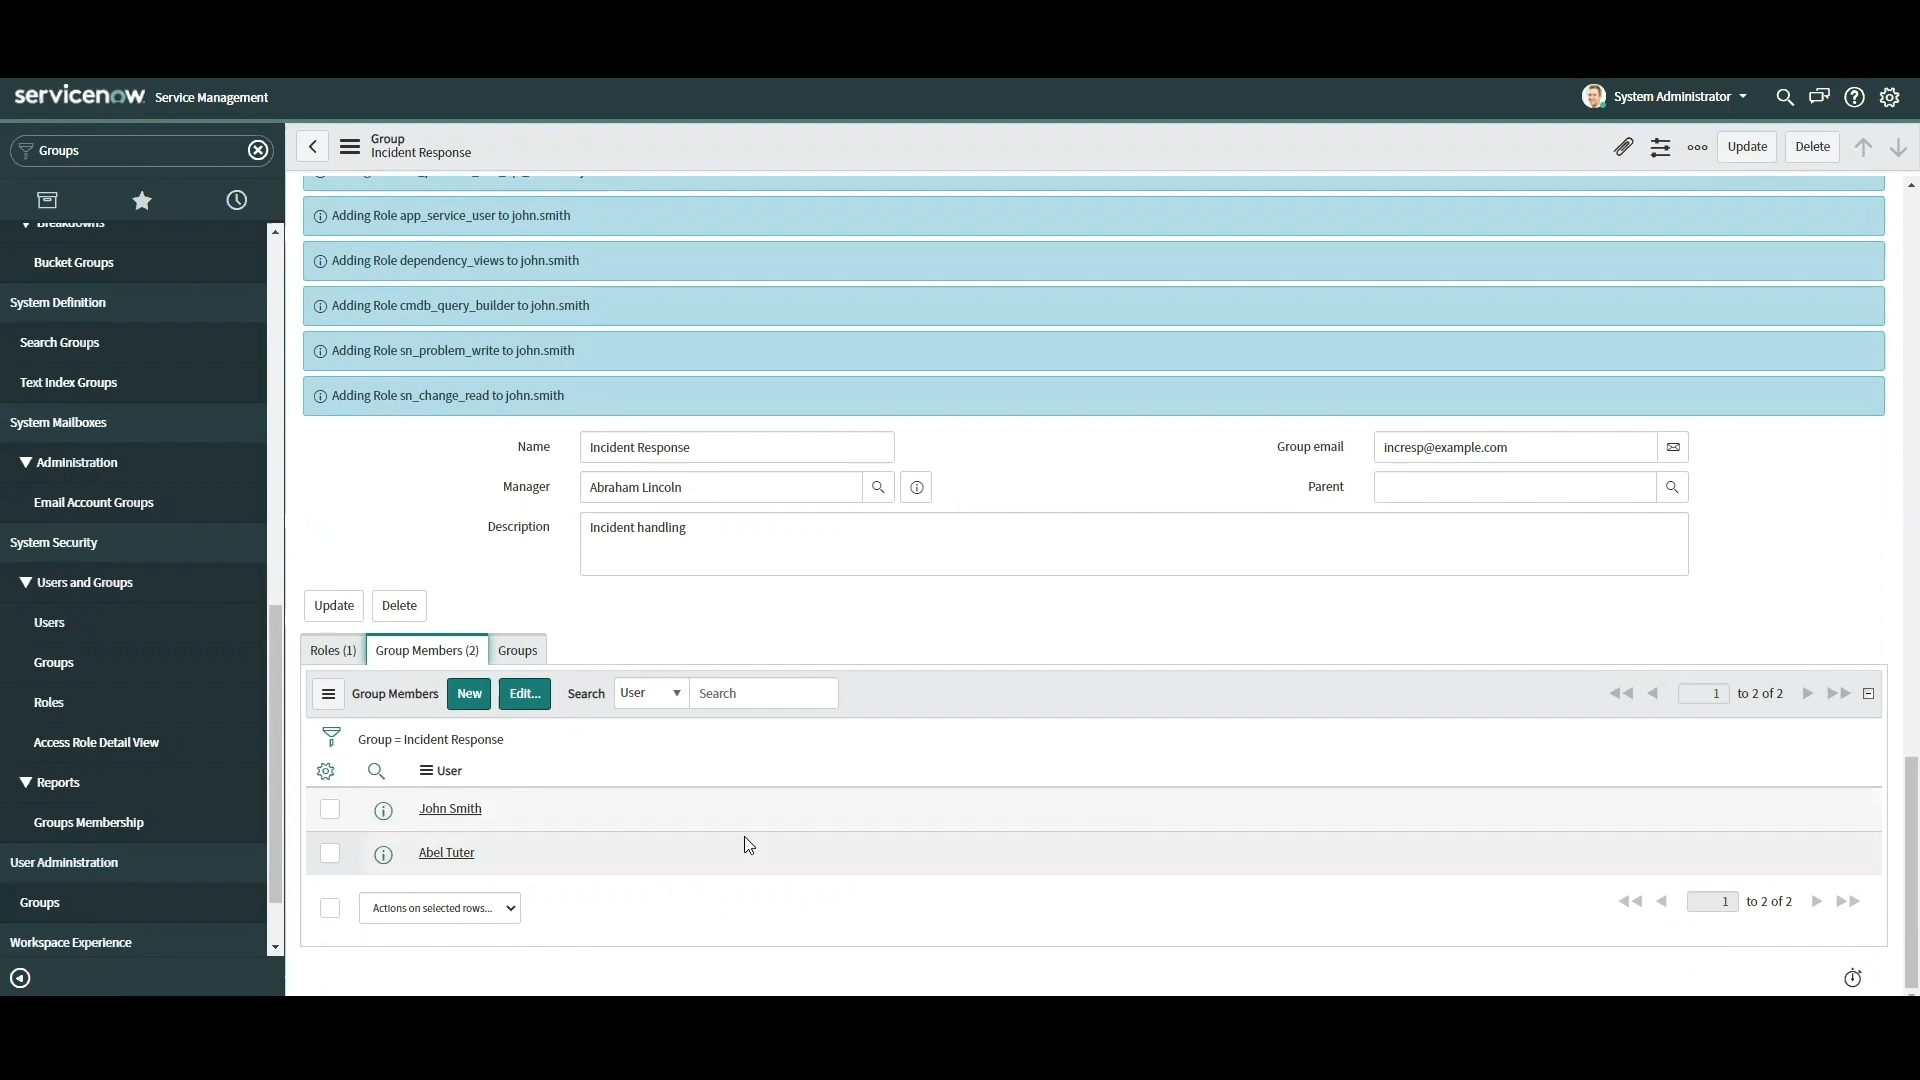 servicenow Service Management
System Administrator
Groups
Group
Incident Response
Update
Delete
Breakdowns
Bucket Groups
System Definition
Search Groups
Text Index Groups
System Mailboxes
Administration
Email Account Groups
System Security
Users and Groups
Users
Groups
Roles
Access Role Detail View
Reports
Groups Membership
User Administration
Groups
Workspace Experience
Adding Role app_service_user to john.smith
Adding Role dependency_views to john.smith
Adding Role cmdb_query_builder to john.smith
Adding Role sn_problem_write to john.smith
Adding Role sn_change_read to john.smith
Name Incident Response
Group email incresp@example.com
Manager Abraham Lincoln
Parent
Description Incident handling
Update Delete
Roles (1) Group Members (2) Groups
Group Members New Edit... Search User Search
1 to 2 of 2
Group = Incident Response
User
John Smith
Abel Tuter
Actions on selected rows...
1 to 2 of 2